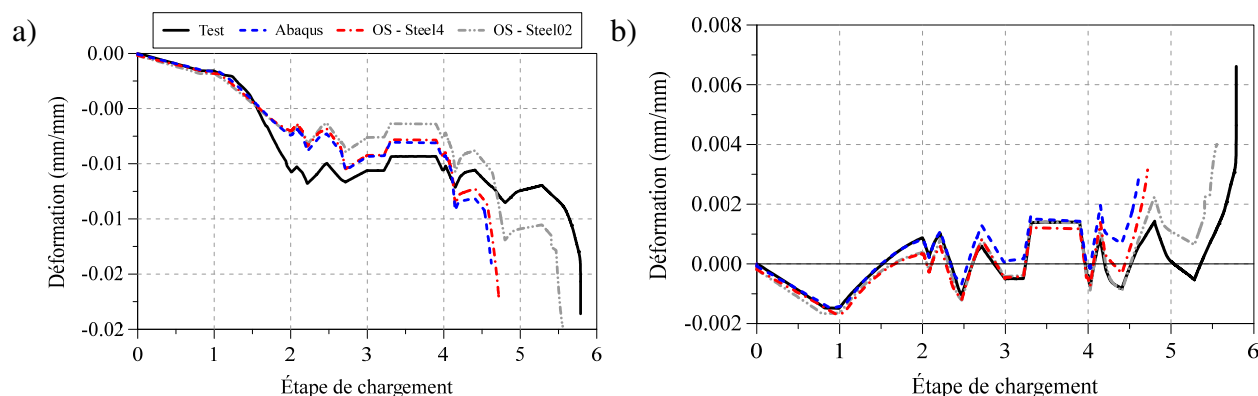 a)
Test Abaqus OS - Steel4 OS - Steel02
0.00
-0.00
-0.01
-0.01
-0.02
-0.02
Déformation (mm/mm)
0 1 2 3 4 5 6
Étape de chargement
b)
0.008
0.006
0.004
0.002
0.000
-0.002
Déformation (mm/mm)
0 1 2 3 4 5 6
Étape de chargement